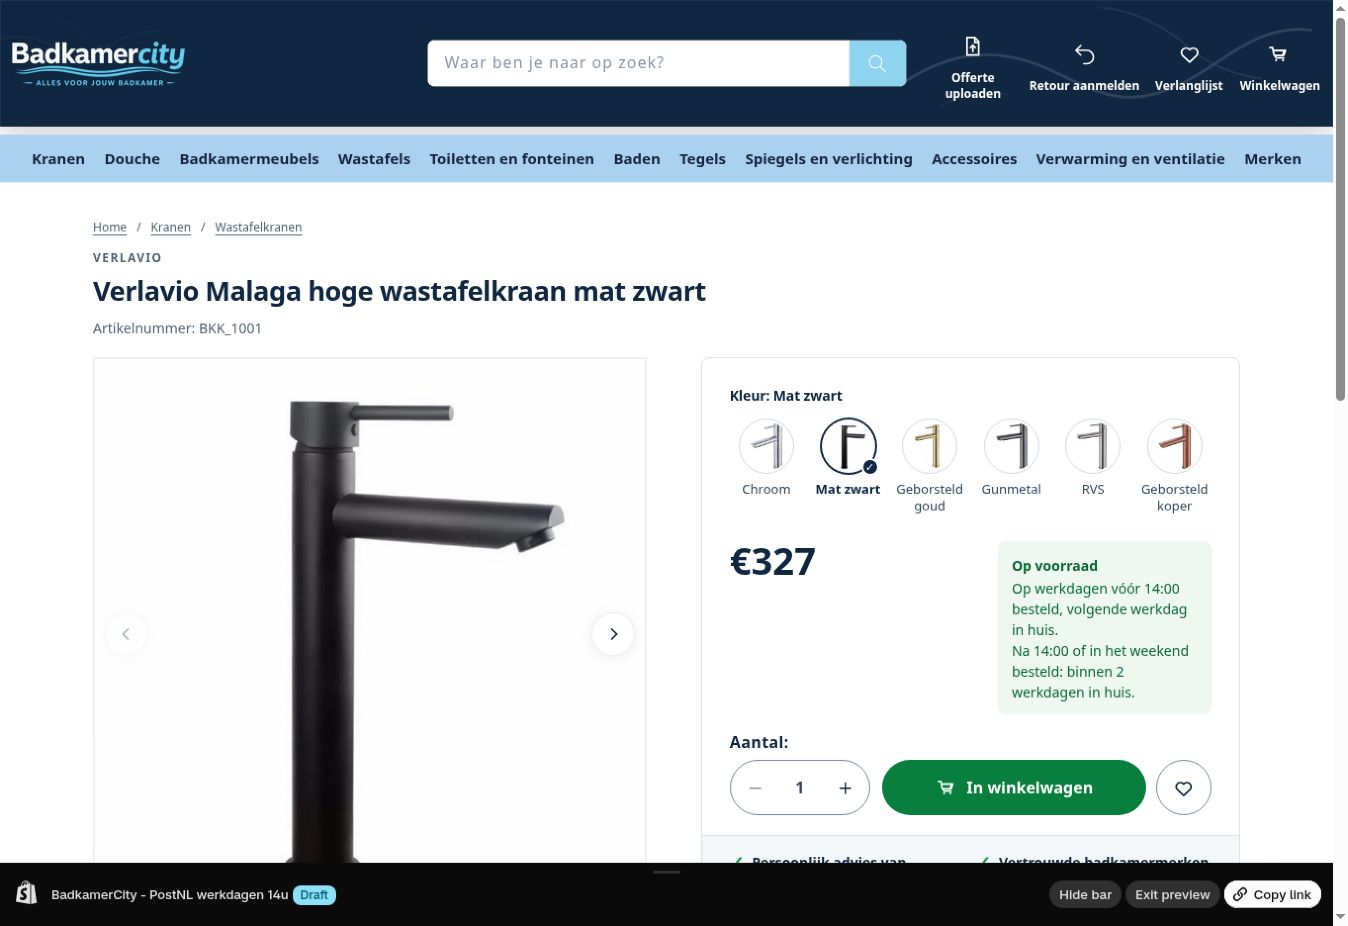 Badkamercity
ALLES VOOR JOUW BADKAMER
Waar ben je naar op zoek?
Offerte
uploaden
Retour aanmelden
Verlanglijst
Winkelwagen
Kranen Douche Badkamermeubels Wastafels Toiletten en fonteinen Baden Tegels Spiegels en verlichting Accessoires Verwarming en ventilatie Merken
Home / Kranen / Wastafelkranen
VERLAVIO
Verlavio Malaga hoge wastafelkraan mat zwart
Artikelnummer: BKK_1001
Kleur: Mat zwart
Chroom
Mat zwart
Geborsteld
goud
Gunmetal
RVS
Geborsteld
koper
€327
Op voorraad
Op werkdagen vóór 14:00
besteld, volgende werkdag
in huis.
Na 14:00 of in het weekend
besteld: binnen 2
werkdagen in huis.
Aantal:
1
In winkelwagen
Persoonlijk advies van
Vertrouwde badkamermerken
BadkamerCity - PostNL werkdagen 14u Draft
Hide bar
Exit preview
Copy link